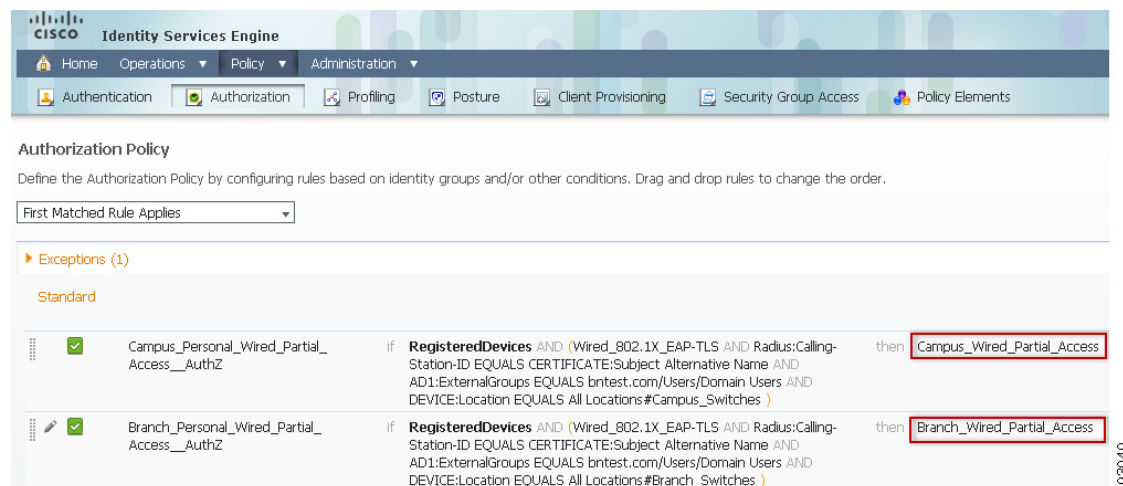 CISCO Identity Services Engine
Home Operations Policy Administration
Authentication Authorization Profiling Posture Client Provisioning Security Group Access Policy Elements
Authorization Policy
Define the Authorization Policy by configuring rules based on identity groups and/or other conditions. Drag and drop rules to change the order.
First Matched Rule Applies
Exceptions (1)
Standard
Campus_Personal_Wired_Partial_ if RegisteredDevices AND (Wired_802.1X_EAP-TLS AND Radius:Calling- then Campus_Wired_Partial_Access
Access__AuthZ Station-ID EQUALS CERTIFICATE:Subject Alternative Name AND
AD1:ExternalGroups EQUALS bntest.com/Users/Domain Users AND
DEVICE:Location EQUALS All Locations#Campus_Switches )
Branch_Personal_Wired_Partial_ if RegisteredDevices AND (Wired_802.1X_EAP-TLS AND Radius:Calling- then Branch_Wired_Partial_Access
Access__AuthZ Station-ID EQUALS CERTIFICATE:Subject Alternative Name AND
AD1:ExternalGroups EQUALS bntest.com/Users/Domain Users AND
DEVICE:Location EQUALS All Locations#Branch_Switches )